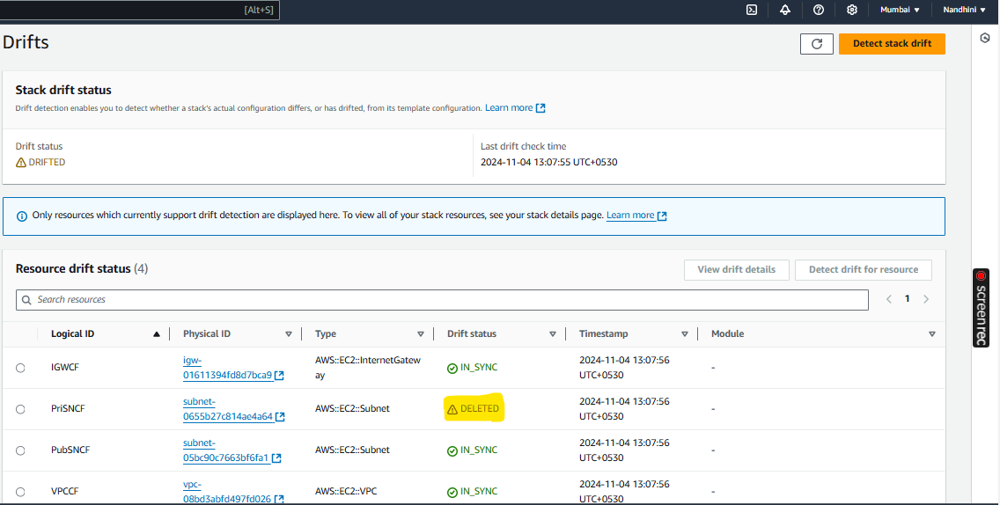 [Alt+S]
Mumbai ▼
Nandhini ▼
Drifts
Detect stack drift
Stack drift status
Drift detection enables you to detect whether a stack's actual configuration differs, or has drifted, from its template configuration. Learn more
Drift status
Last drift check time
DRIFTED
2024-11-04 13:07:55 UTC+0530
Only resources which currently support drift detection are displayed here. To view all of your stack resources, see your stack details page. Learn more
Resource drift status (4)
View drift details
Detect drift for resource
Search resources
1
screenrec
Logical ID
Physical ID
Type
Drift status
Timestamp
Module
IGWCF
igw-
01611394fd8d7bca9
AWS::EC2::InternetGatew
ay
IN_SYNC
2024-11-04 13:07:56
UTC+0530
-
PriSNCF
subnet-
0655b27c814ae4a64
AWS::EC2::Subnet
DELETED
2024-11-04 13:07:56
UTC+0530
-
PubSNCF
subnet-
05bc90c7663bf6fa1
AWS::EC2::Subnet
IN_SYNC
2024-11-04 13:07:56
UTC+0530
-
VPCCF
vpc-
08bd3abfd497fd026
AWS::EC2::VPC
IN_SYNC
2024-11-04 13:07:56
UTC+0530
-